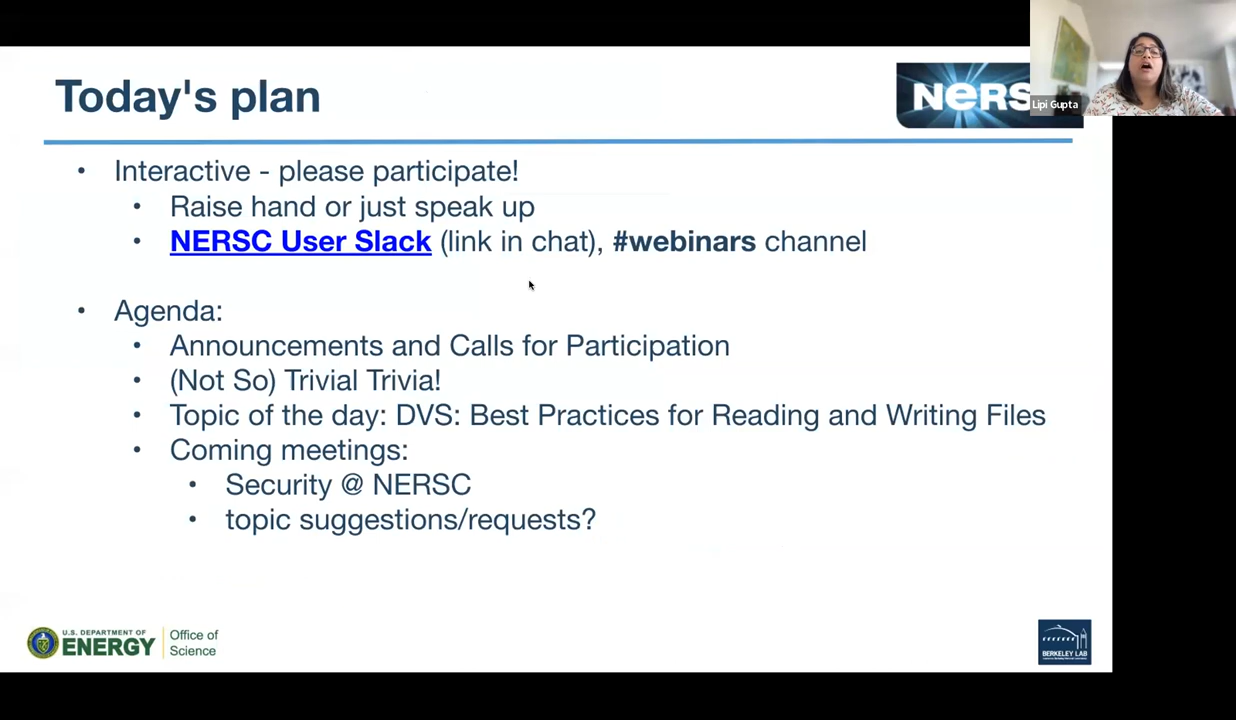 Today's plan
NERS
Lipi Gupta
• Interactive - please participate!
• Raise hand or just speak up
• NERSC User Slack (link in chat), #webinars channel
• Agenda:
• Announcements and Calls for Participation
• (Not So) Trivial Trivia!
• Topic of the day: DVS: Best Practices for Reading and Writing Files
• Coming meetings:
• Security @ NERSC
• topic suggestions/requests?
U.S. DEPARTMENT OF
ENERGY
Office of
Science
BERKELEY LAB